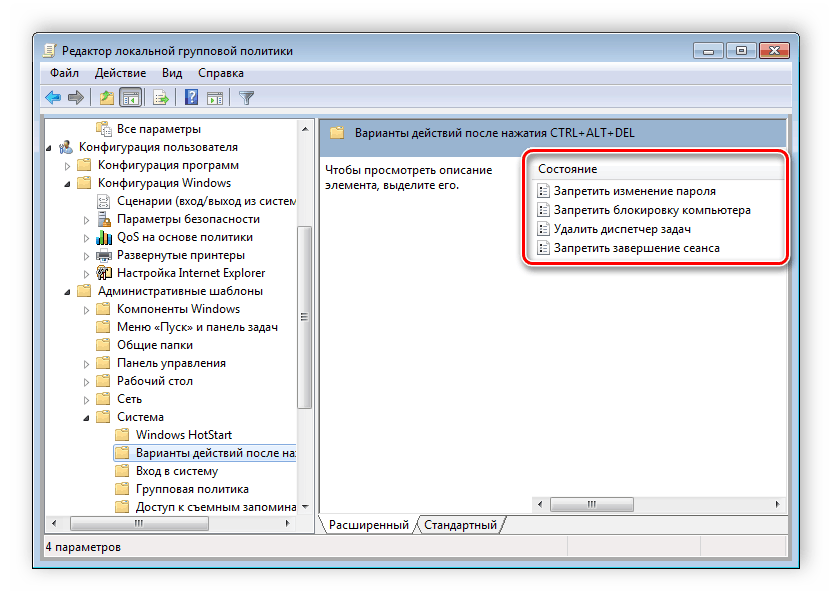 Редактор локальной групповой политики
Файл Действие Вид Справка
Все параметры
Конфигурация пользователя
Конфигурация программ
Конфигурация Windows
Сценарии (вход/выход из систем
Параметры безопасности
QoS на основе политики
Развернутые принтеры
Настройка Internet Explorer
Административные шаблоны
Компоненты Windows
Меню «Пуск» и панель задач
Общие папки
Панель управления
Рабочий стол
Сеть
Система
Windows HotStart
Варианты действий после наж
Вход в систему
Групповая политика
Доступ к съемным запомина
Варианты действий после нажатия CTRL+ALT+DEL
Чтобы просмотреть описание
элемента, выделите его.
Состояние
Запретить изменение пароля
Запретить блокировку компьютера
Удалить диспетчер задач
Запретить завершение сеанса
Расширенный Стандартный
4 параметров